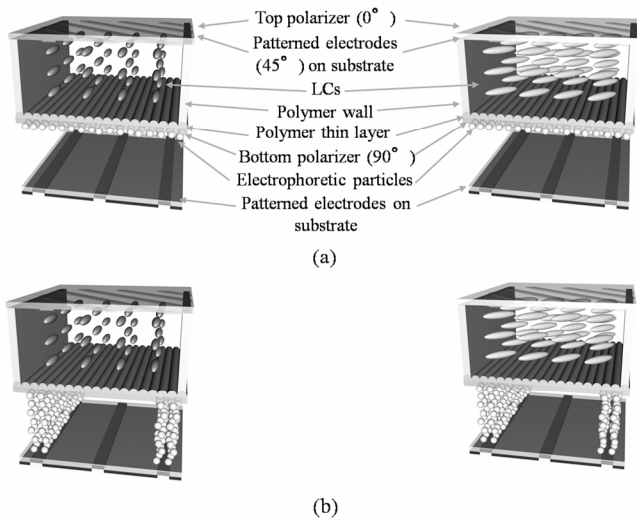 Top polarizer (0°)
Patterned electrodes
(45°) on substrate
LCs
Polymer wall
Polymer thin layer
Bottom polarizer (90°)
Electrophoretic particles
Patterned electrodes on
substrate
(a)
(b)